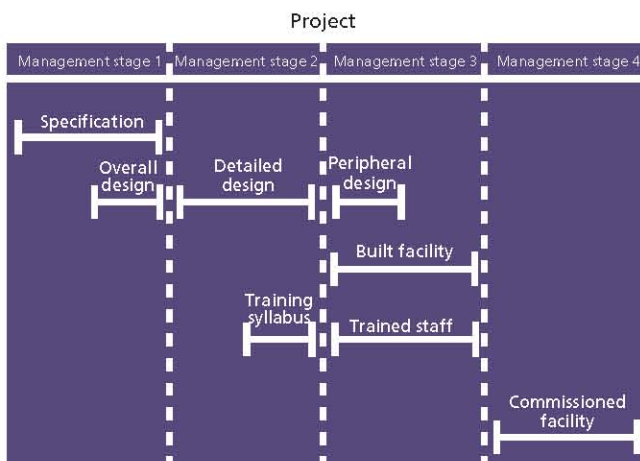 Project
Management stage 1 Management stage 2 Management stage 3 Management stage 4
Specification
Overall
design
Detailed
design
Peripheral
design
Built facility
Training
syllabus
Trained staff
Commissioned
facility